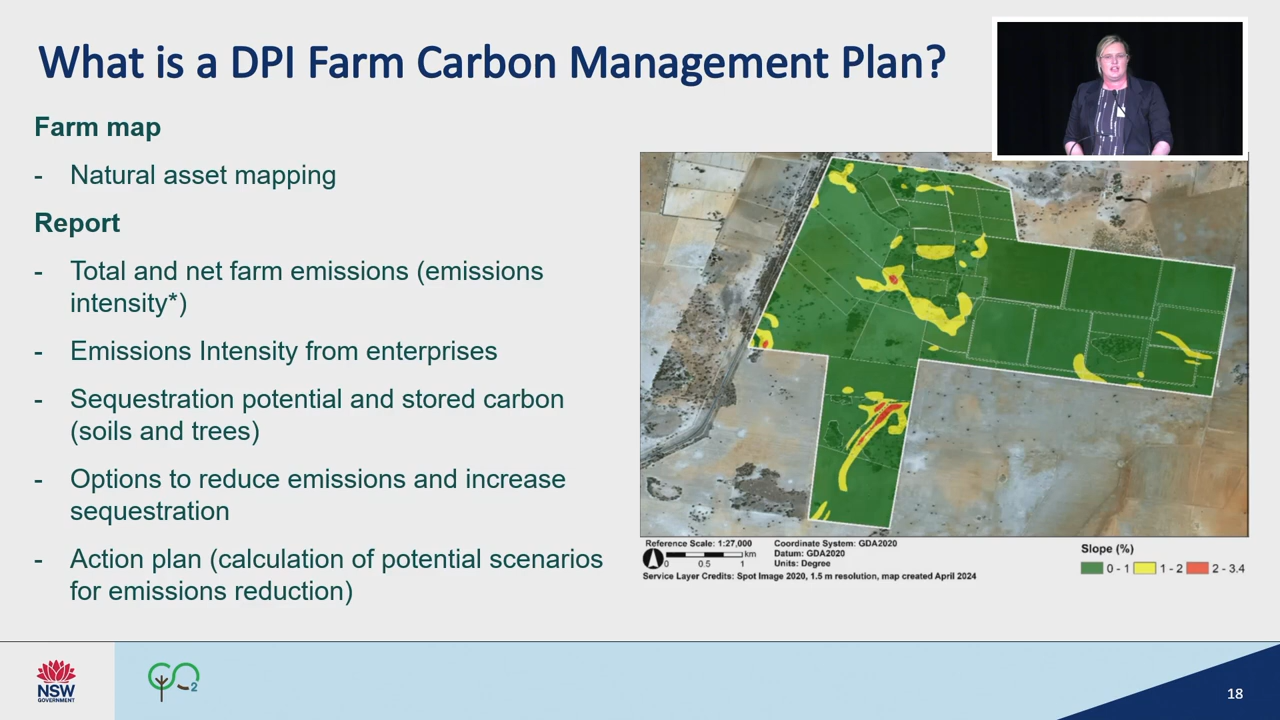 What is a DPI Farm Carbon Management Plan?
Farm map
- Natural asset mapping
Report
- Total and net farm emissions (emissions
intensity*)
- Emissions Intensity from enterprises
- Sequestration potential and stored carbon
(soils and trees)
- Options to reduce emissions and increase
sequestration
- Action plan (calculation of potential scenarios
for emissions reduction)
Reference Scale: 1:27,000
km
0 0.5 1
Coordinate System: GDA2020
Datum: GDA2020
Units: Degree
Service Layer Credits: Spot Image 2020, 1.5 m resolution, map created April 2024
Slope (%)
0 - 1 1 - 2 2 - 3.4
NSW
GOVERNMENT
2
18